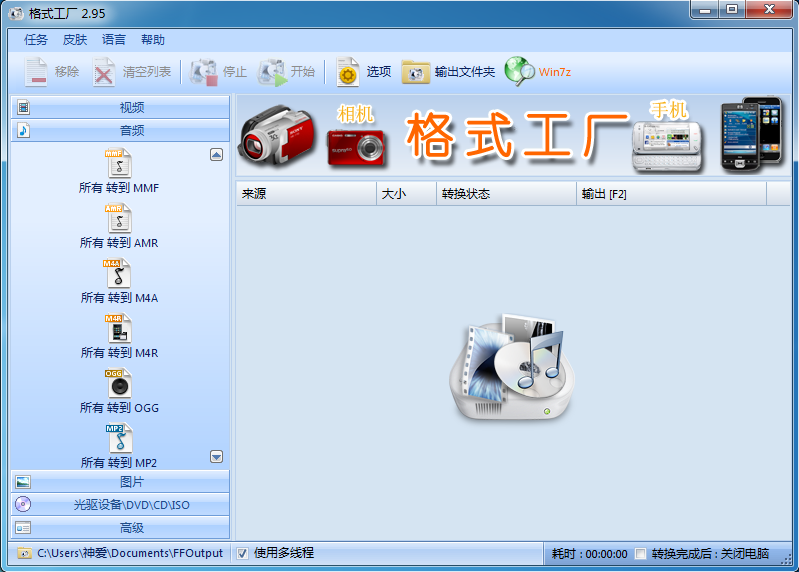 格式工厂 2.95
任务 皮肤 语言 帮助
移除 清空列表 停止 开始 选项 输出文件夹 Win7z
视频
音频
MMF
所有 转到 MMF
AMR
所有 转到 AMR
M4A
所有 转到 M4A
M4R
所有 转到 M4R
OGG
所有 转到 OGG
MP2
所有 转到 MP2
图片
光驱设备\DVD\CD\ISO
高级
相机 格式工厂 手机
来源 大小 转换状态 输出 [F2]
C:\Users\神爱\Documents\FFOutput 使用多线程 耗时 : 00:00:00 转换完成后 : 关闭电脑